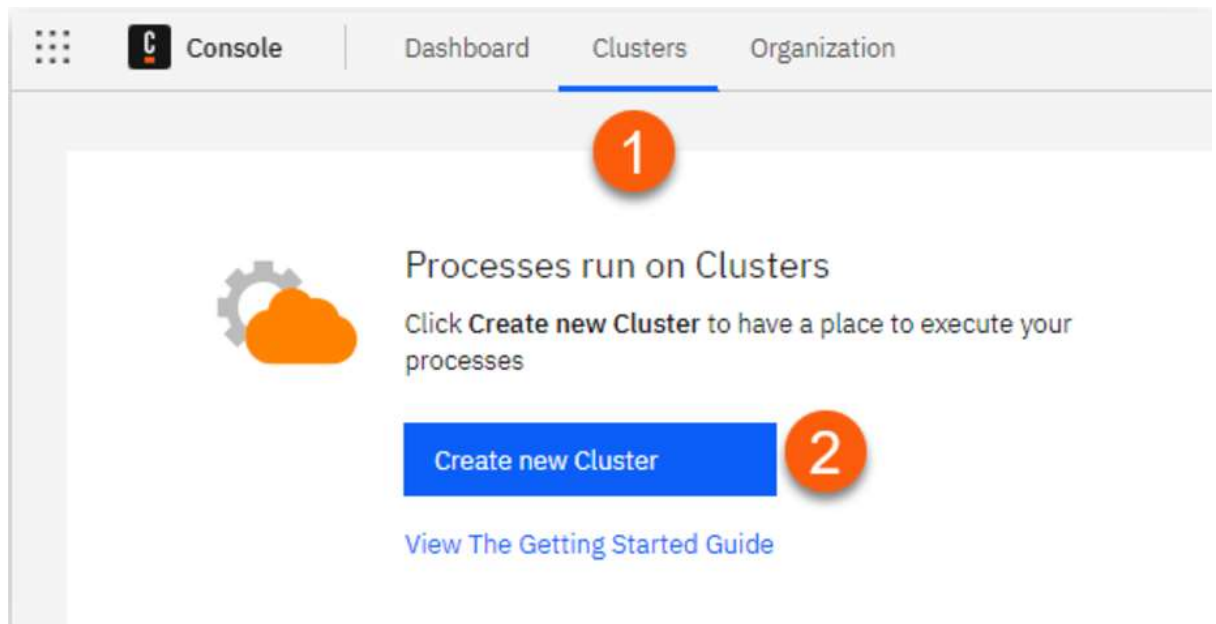 C Console Dashboard Clusters Organization
1
Processes run on Clusters
Click Create new Cluster to have a place to execute your
processes
Create new Cluster 2
View The Getting Started Guide